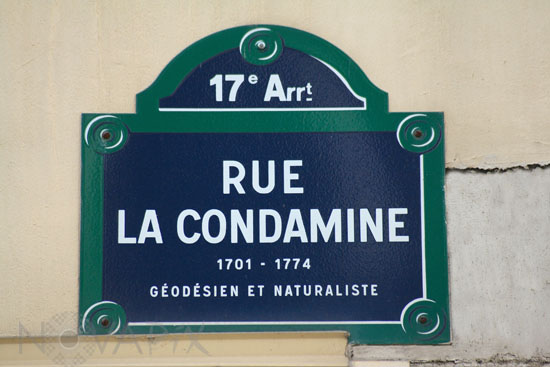 17e Arrt
RUE
LA CONDAMINE
1701 - 1774
GÉODÉSIEN ET NATURALISTE
NOVAPIX